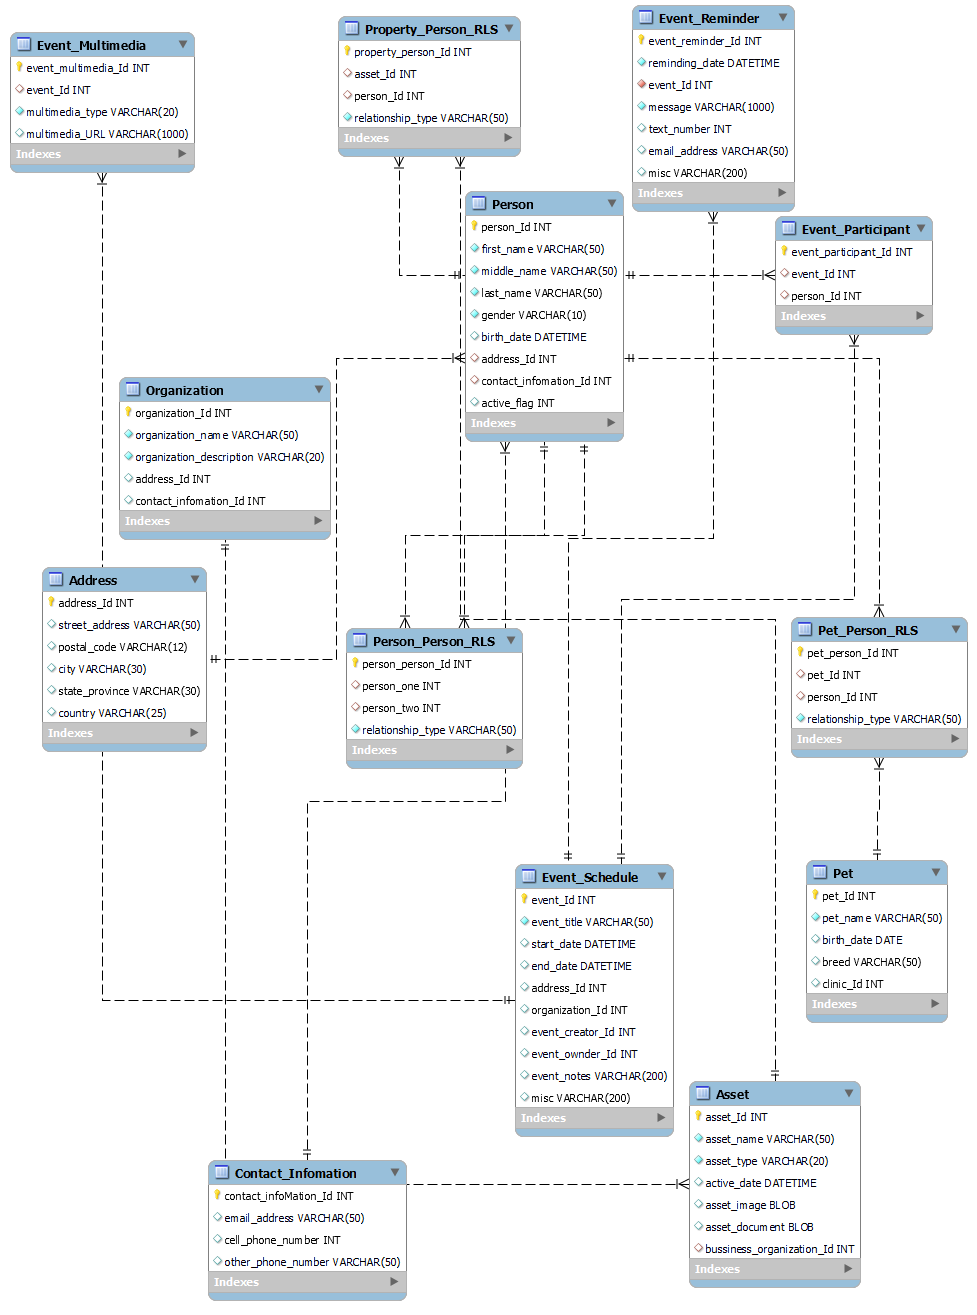 Event_Multimedia
event_multimedia_Id INT
event_Id INT
multimedia_type VARCHAR(20)
multimedia_URL VARCHAR(1000)
Indexes
Property_Person_RLS
property_person_Id INT
asset_Id INT
person_Id INT
relationship_type VARCHAR(50)
Indexes
Event_Reminder
event_reminder_Id INT
reminding_date DATETIME
event_Id INT
message VARCHAR(1000)
text_number INT
email_address VARCHAR(50)
misc VARCHAR(200)
Indexes
Person
person_Id INT
first_name VARCHAR(50)
middle_name VARCHAR(50)
last_name VARCHAR(50)
gender VARCHAR(10)
birth_date DATETIME
address_Id INT
contact_infomation_Id INT
active_flag INT
Indexes
Event_Participant
event_participant_Id INT
event_Id INT
person_Id INT
Indexes
Organization
organization_Id INT
organization_name VARCHAR(50)
organization_description VARCHAR(20)
address_Id INT
contact_infomation_Id INT
Indexes
Address
address_Id INT
street_address VARCHAR(50)
postal_code VARCHAR(12)
city VARCHAR(30)
state_province VARCHAR(30)
country VARCHAR(25)
Indexes
Person_Person_RLS
person_person_Id INT
person_one INT
person_two INT
relationship_type VARCHAR(50)
Indexes
Pet_Person_RLS
pet_person_Id INT
pet_Id INT
person_Id INT
relationship_type VARCHAR(50)
Indexes
Event_Schedule
event_Id INT
event_title VARCHAR(50)
start_date DATETIME
end_date DATETIME
address_Id INT
organization_Id INT
event_creator_Id INT
event_ownder_Id INT
event_notes VARCHAR(200)
misc VARCHAR(200)
Indexes
Pet
pet_Id INT
pet_name VARCHAR(50)
birth_date DATE
breed VARCHAR(50)
clinic_Id INT
Indexes
Asset
asset_Id INT
asset_name VARCHAR(50)
asset_type VARCHAR(20)
active_date DATETIME
asset_image BLOB
asset_document BLOB
bussiness_organization_Id INT
Indexes
Contact_Infomation
contact_infoMation_Id INT
email_address VARCHAR(50)
cell_phone_number INT
other_phone_number VARCHAR(50)
Indexes